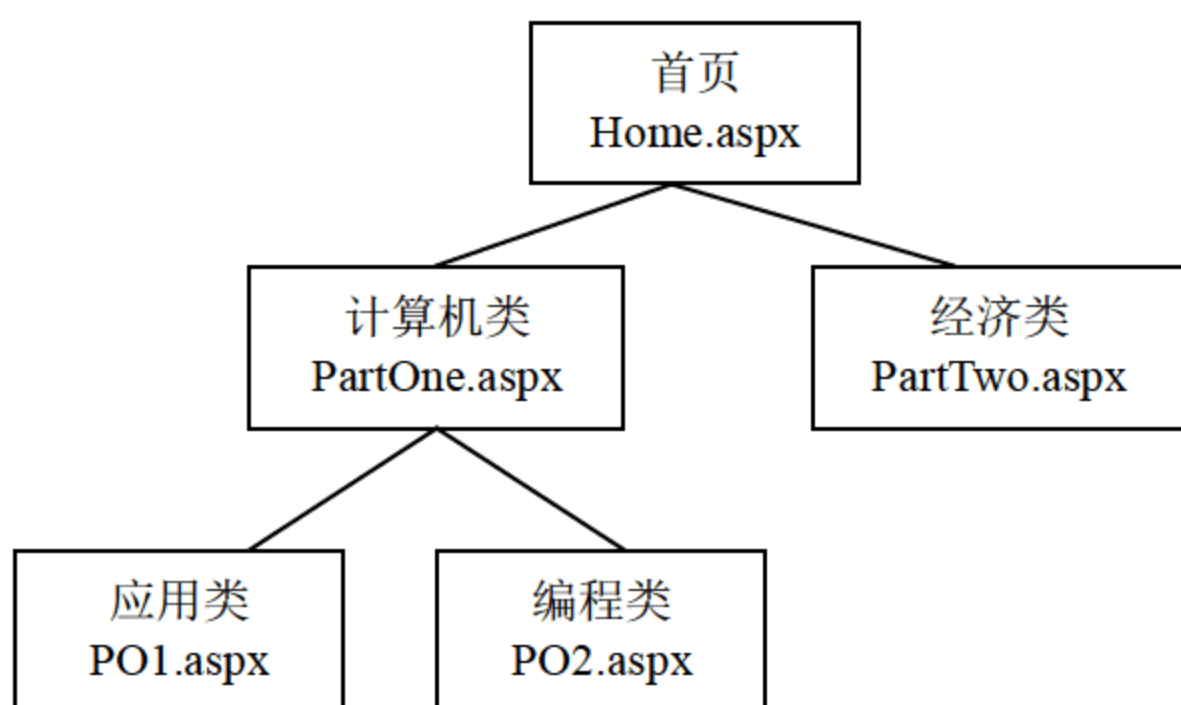 首页
Home.aspx
计算机类
PartOne.aspx
经济类
PartTwo.aspx
应用类
PO1.aspx
编程类
PO2.aspx